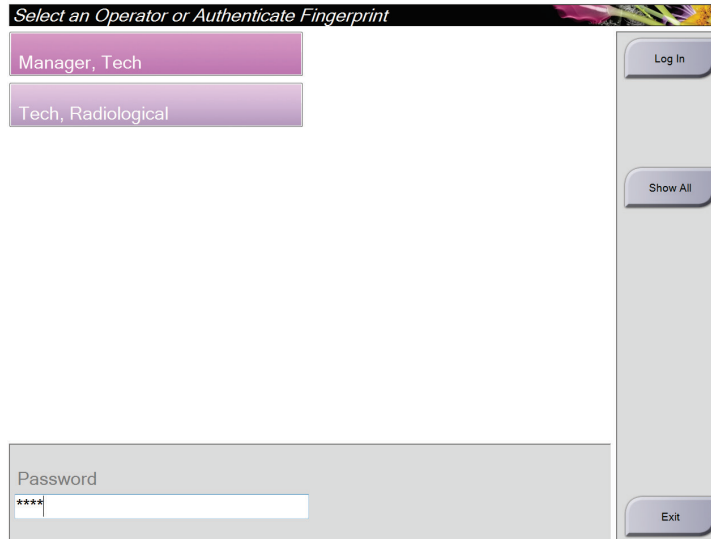 Select an Operator or Authenticate Fingerprint
Manager, Tech
Tech, Radiological
Log In
Show All
Password
****
Exit